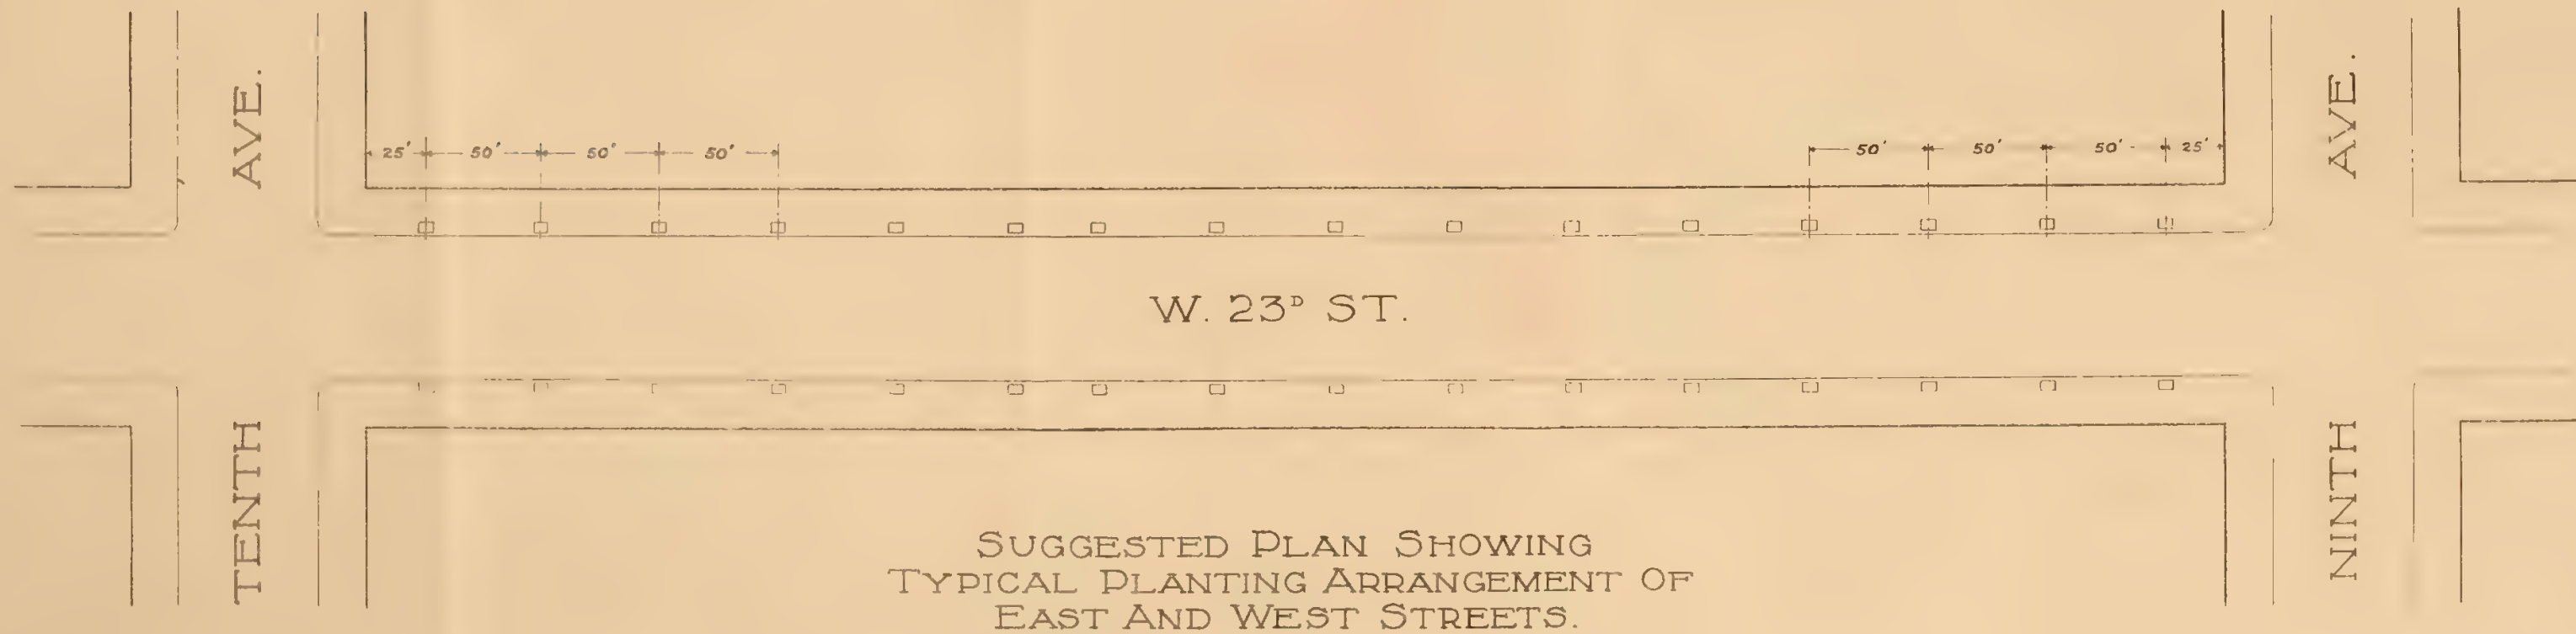 TENTH AVE.
25' 50' 50' 50'
50' 50' 50' 25'
NINTH AVE.
W. 23ᴰ ST.
SUGGESTED PLAN SHOWING
TYPICAL PLANTING ARRANGEMENT OF
EAST AND WEST STREETS.